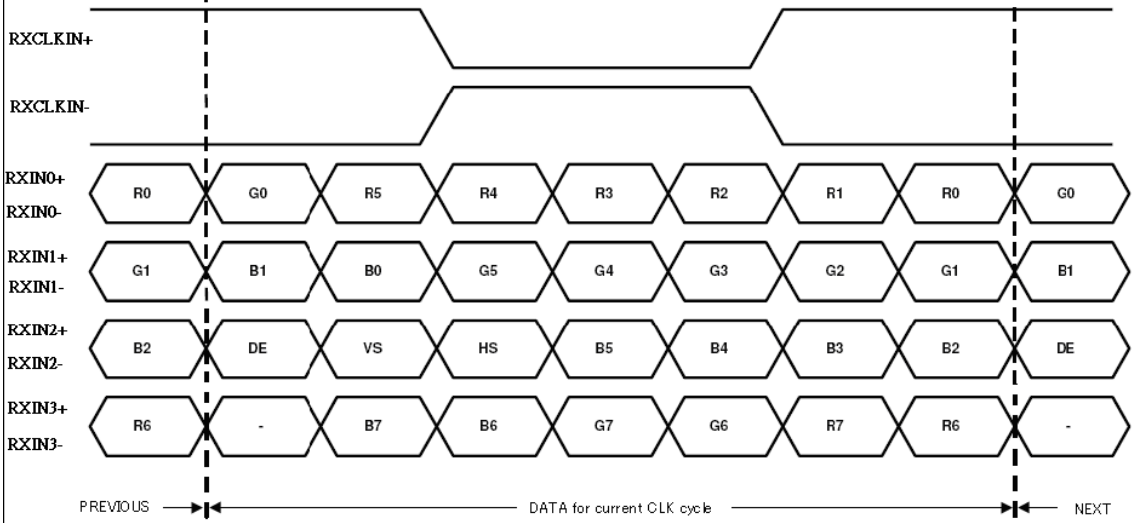 RXCLKIN+
RXCLKIN-
RXIN0+
R0 G0 R5 R4 R3 R2 R1 R0 G0
RXIN0-
RXIN1+
G1 B1 B0 G5 G4 G3 G2 G1 B1
RXIN1-
RXIN2+
B2 DE VS HS B5 B4 B3 B2 DE
RXIN2-
RXIN3+
R6 - B7 B6 G7 G6 R7 R6 -
RXIN3-
PREVIOUS DATA for current CLK cycle NEXT